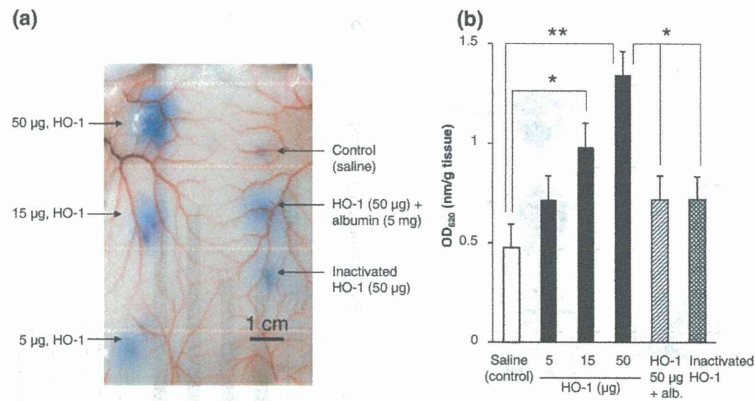 (a)
50 µg, HO-1
15 µg, HO-1
5 µg, HO-1
Control
(saline)
HO-1 (50 µg) +
albumin (5 mg)
Inactivated
HO-1 (50 µg)
1 cm
(b)
OD620 (nm/g tissue)
1.5
1
0.5
0
**
*
*
Saline
(control)
5
15
50
HO-1 (µg)
HO-1
50 µg
+ alb.
Inactivated
HO-1